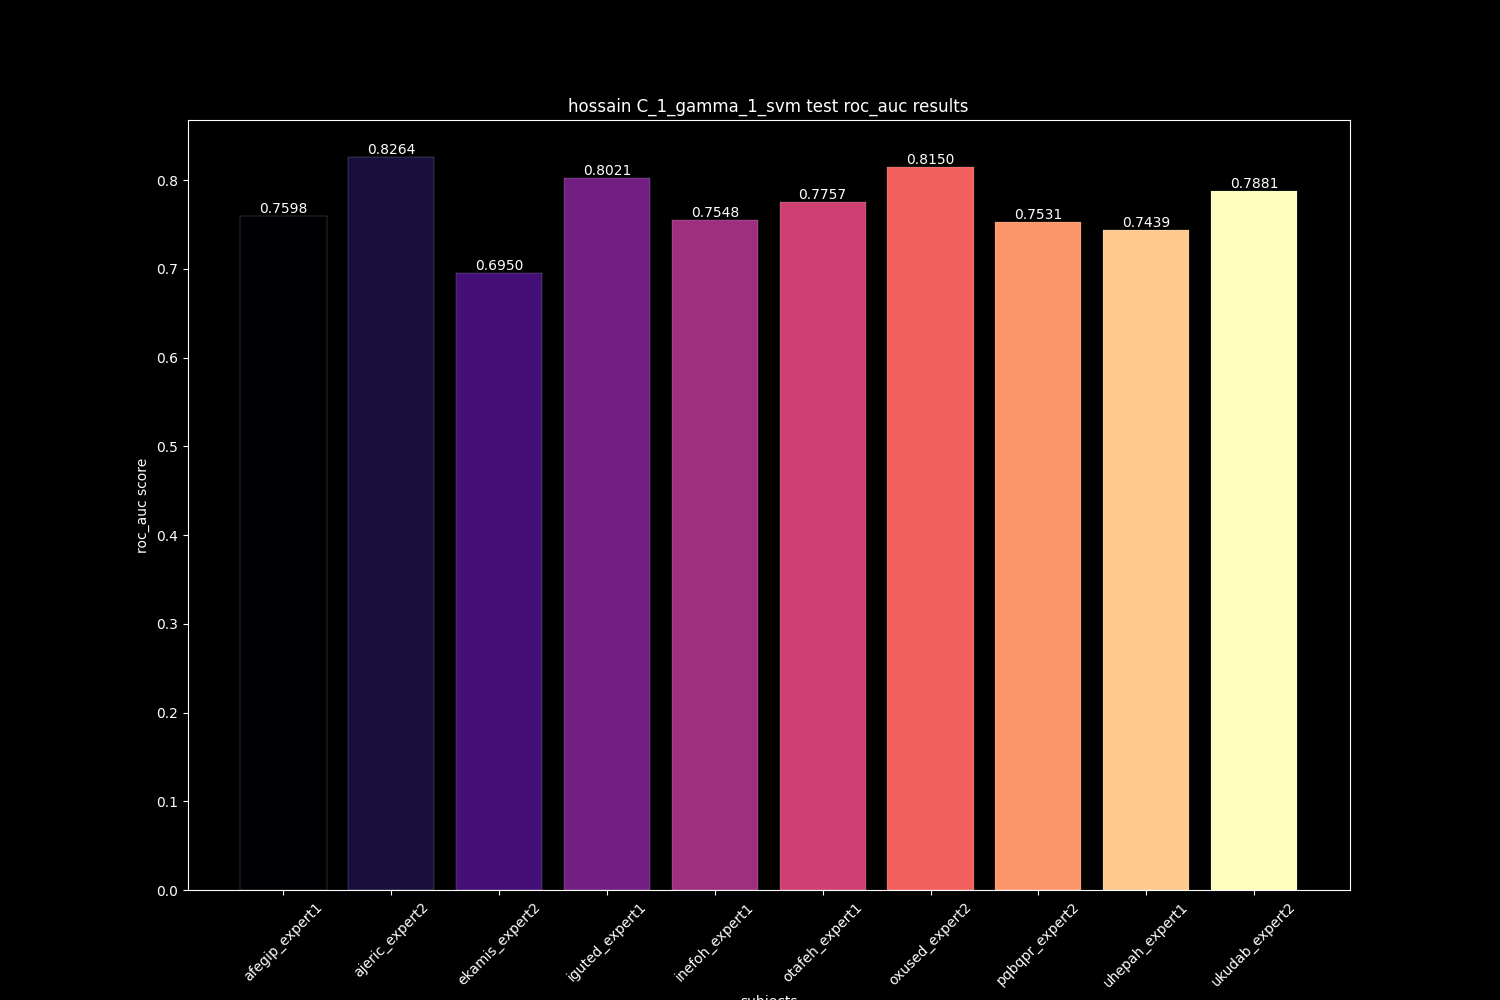 hossain C_1_gamma_1_svm test roc_auc results
0.7598
0.8264
0.6950
0.8021
0.7548
0.7757
0.8150
0.7531
0.7439
0.7881
roc_auc score
0.8
0.7
0.6
0.5
0.4
0.3
0.2
0.1
0.0
afegip_expert1
ajeric_expert2
ekamis_expert2
iguted_expert1
inefoh_expert1
otafeh_expert1
oxused_expert2
pqbqpr_expert2
uhepah_expert1
ukudab_expert2
subjects